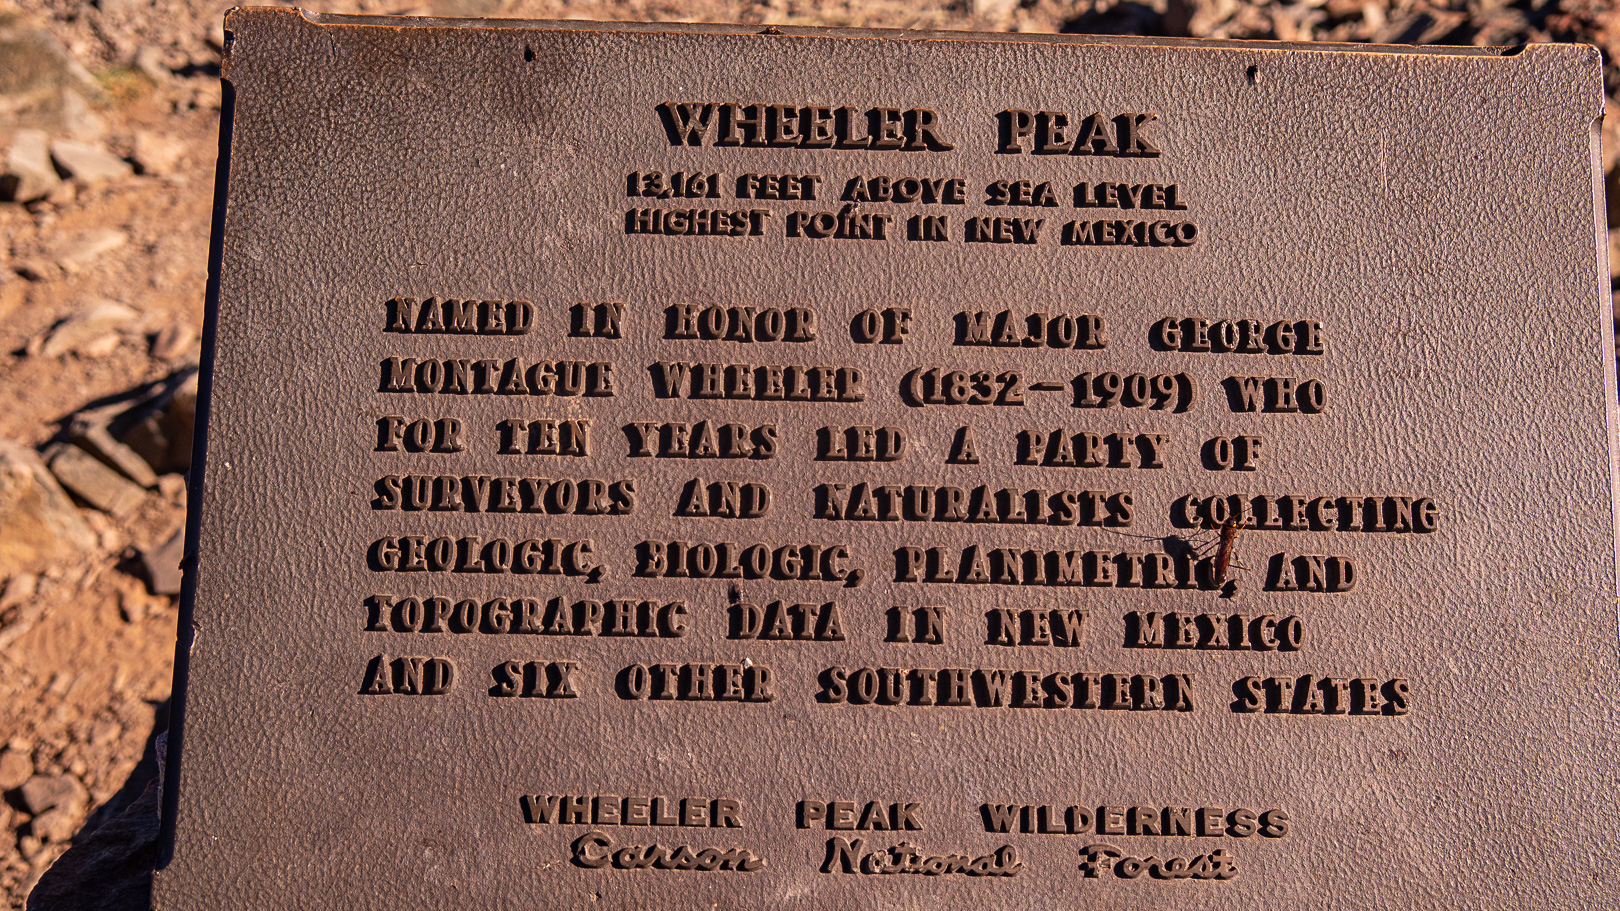 WHEELER PEAK
13,161 FEET ABOVE SEA LEVEL
HIGHEST POINT IN NEW MEXICO
NAMED IN HONOR OF MAJOR GEORGE
MONTAGUE WHEELER (1832–1909) WHO
FOR TEN YEARS LED A PARTY OF
SURVEYORS AND NATURALISTS COLLECTING
GEOLOGIC, BIOLOGIC, PLANIMETRIC, AND
TOPOGRAPHIC DATA IN NEW MEXICO
AND SIX OTHER SOUTHWESTERN STATES
WHEELER PEAK WILDERNESS
Carson National Forest